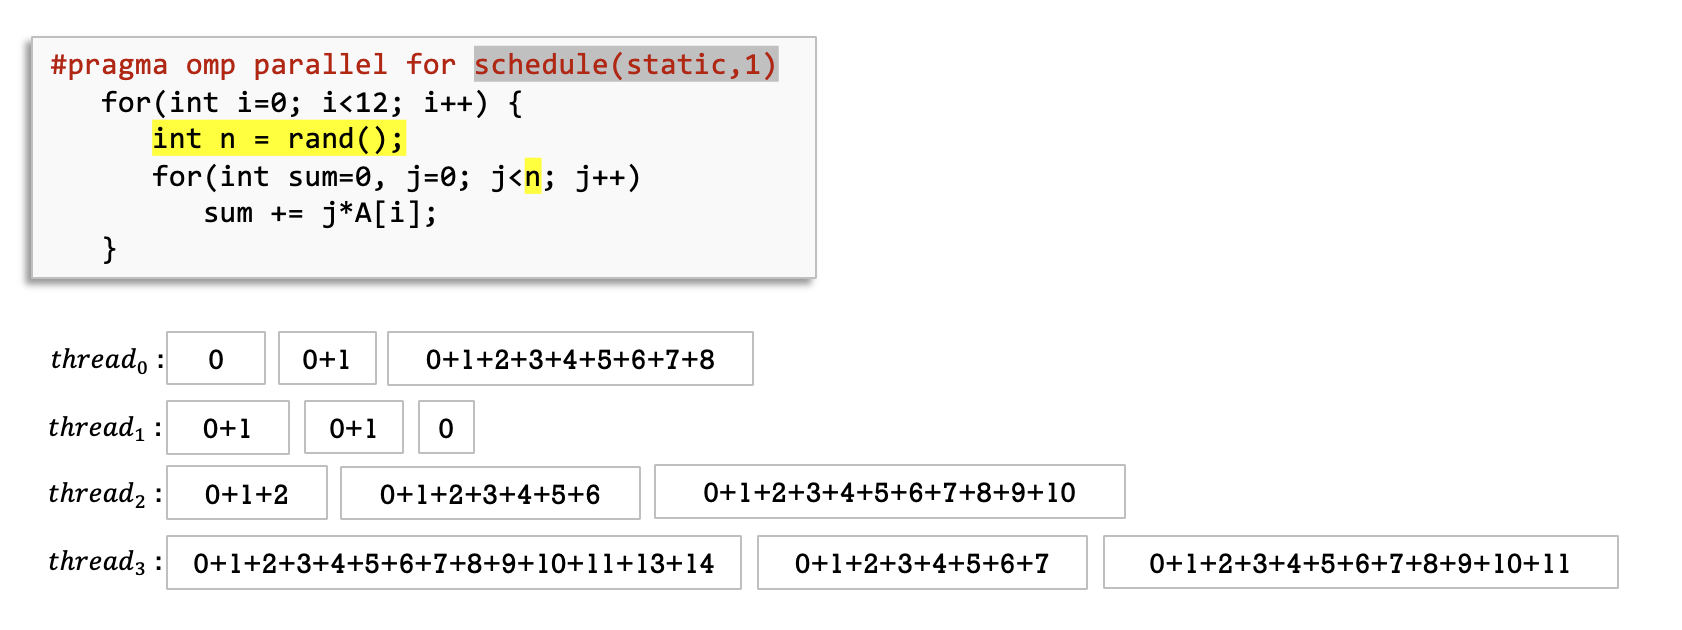 #pragma omp parallel for schedule(static,1)
for(int i=0; i<12; i++) {
int n = rand();
for(int sum=0, j=0; j<n; j++)
sum += j*A[i];
}
thread₀ : 0 0+1 0+1+2+3+4+5+6+7+8
thread₁ : 0+1 0+1 0
thread₂ : 0+1+2 0+1+2+3+4+5+6 0+1+2+3+4+5+6+7+8+9+10
thread₃ : 0+1+2+3+4+5+6+7+8+9+10+11+13+14 0+1+2+3+4+5+6+7 0+1+2+3+4+5+6+7+8+9+10+11